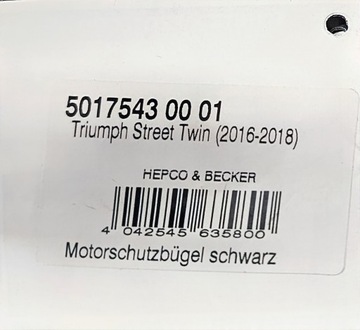 5017543 00 01
Triumph Street Twin (2016-2018)
HEPCO & BECKER
4 042545 635800
Motorschutzbügel schwarz